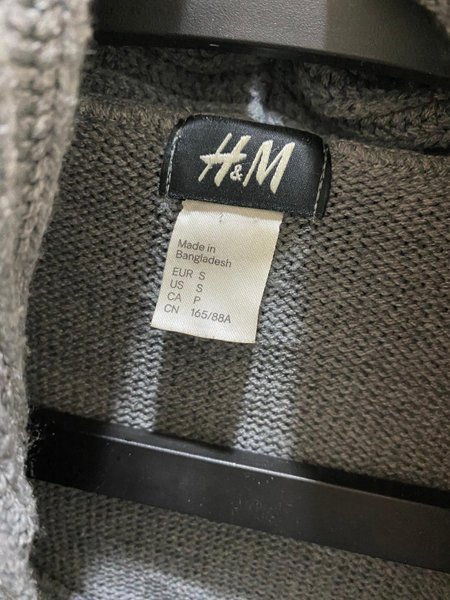 H&M
Made in
Bangladesh
EUR S
US S
CA P
CN 165/88A